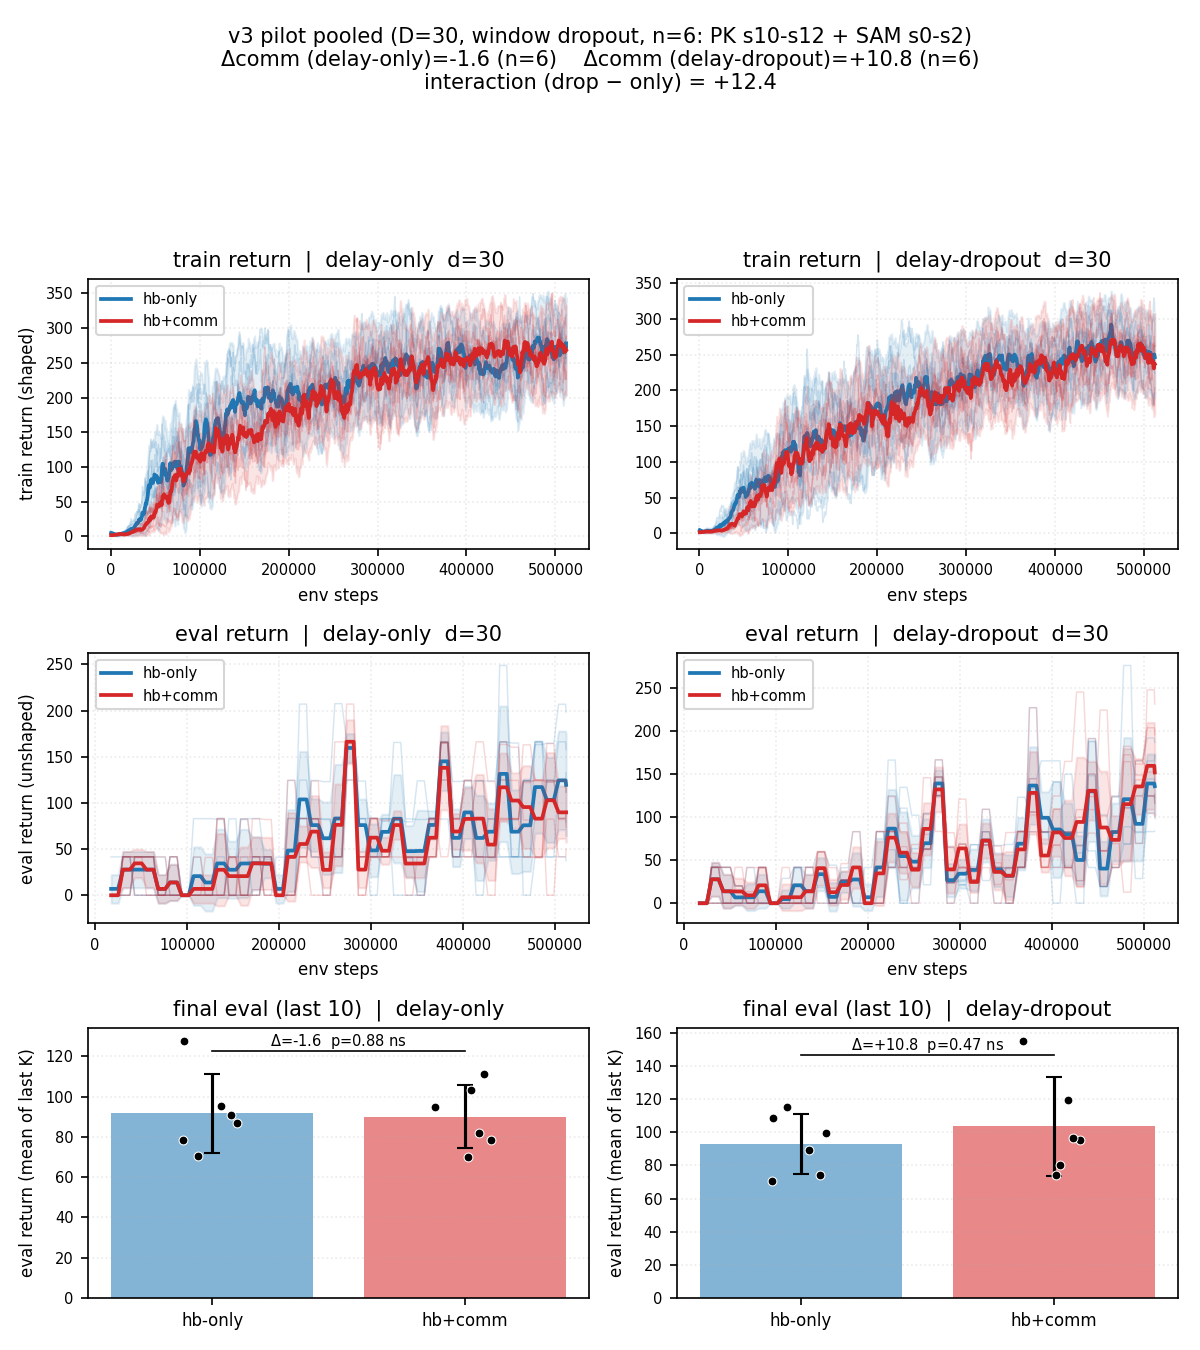 v3 pilot pooled (D=30, window dropout, n=6: PK s10-s12 + SAM s0-s2)
Δcomm (delay-only)=-1.6 (n=6)    Δcomm (delay-dropout)=+10.8 (n=6)
interaction (drop − only) = +12.4
train return  |  delay-only  d=30
train return (shaped)
350
300
250
200
150
100
50
0
hb-only
hb+comm
0 100000 200000 300000 400000 500000
env steps
train return  |  delay-dropout  d=30
350
300
250
200
150
100
50
0
hb-only
hb+comm
0 100000 200000 300000 400000 500000
env steps
eval return  |  delay-only  d=30
eval return (unshaped)
250
200
150
100
50
0
hb-only
hb+comm
0 100000 200000 300000 400000 500000
env steps
eval return  |  delay-dropout  d=30
250
200
150
100
50
0
hb-only
hb+comm
0 100000 200000 300000 400000 500000
env steps
final eval (last 10)  |  delay-only
eval return (mean of last K)
120
100
80
60
40
20
0
Δ=-1.6  p=0.88 ns
hb-only hb+comm
final eval (last 10)  |  delay-dropout
eval return (mean of last K)
160
140
120
100
80
60
40
20
0
Δ=+10.8  p=0.47 ns
hb-only hb+comm